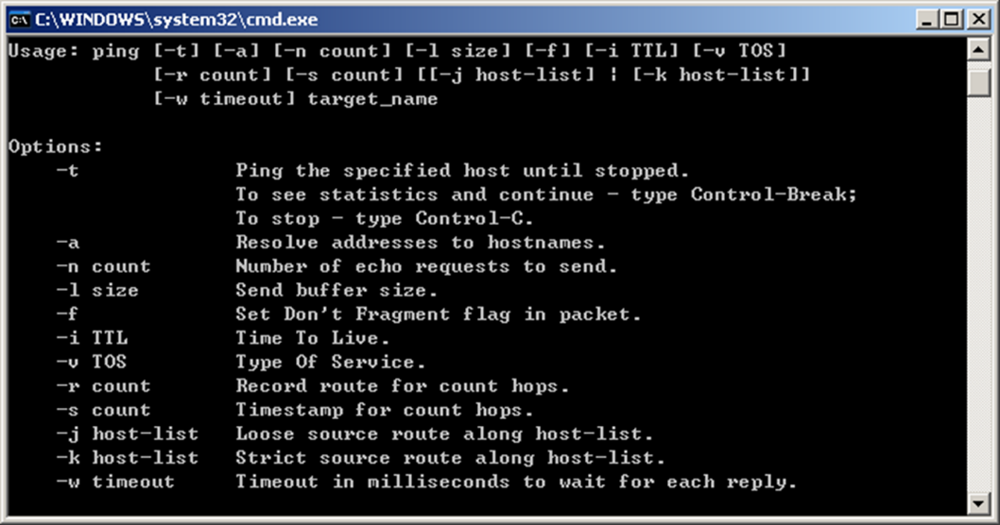 C:\WINDOWS\system32\cmd.exe
Usage: ping [-t] [-a] [-n count] [-l size] [-f] [-i TTL] [-v TOS]
            [-r count] [-s count] [[-j host-list] | [-k host-list]]
            [-w timeout] target_name

Options:
    -t             Ping the specified host until stopped.
                   To see statistics and continue - type Control-Break;
                   To stop - type Control-C.
    -a             Resolve addresses to hostnames.
    -n count       Number of echo requests to send.
    -l size        Send buffer size.
    -f             Set Don't Fragment flag in packet.
    -i TTL         Time To Live.
    -v TOS         Type Of Service.
    -r count       Record route for count hops.
    -s count       Timestamp for count hops.
    -j host-list   Loose source route along host-list.
    -k host-list   Strict source route along host-list.
    -w timeout     Timeout in milliseconds to wait for each reply.